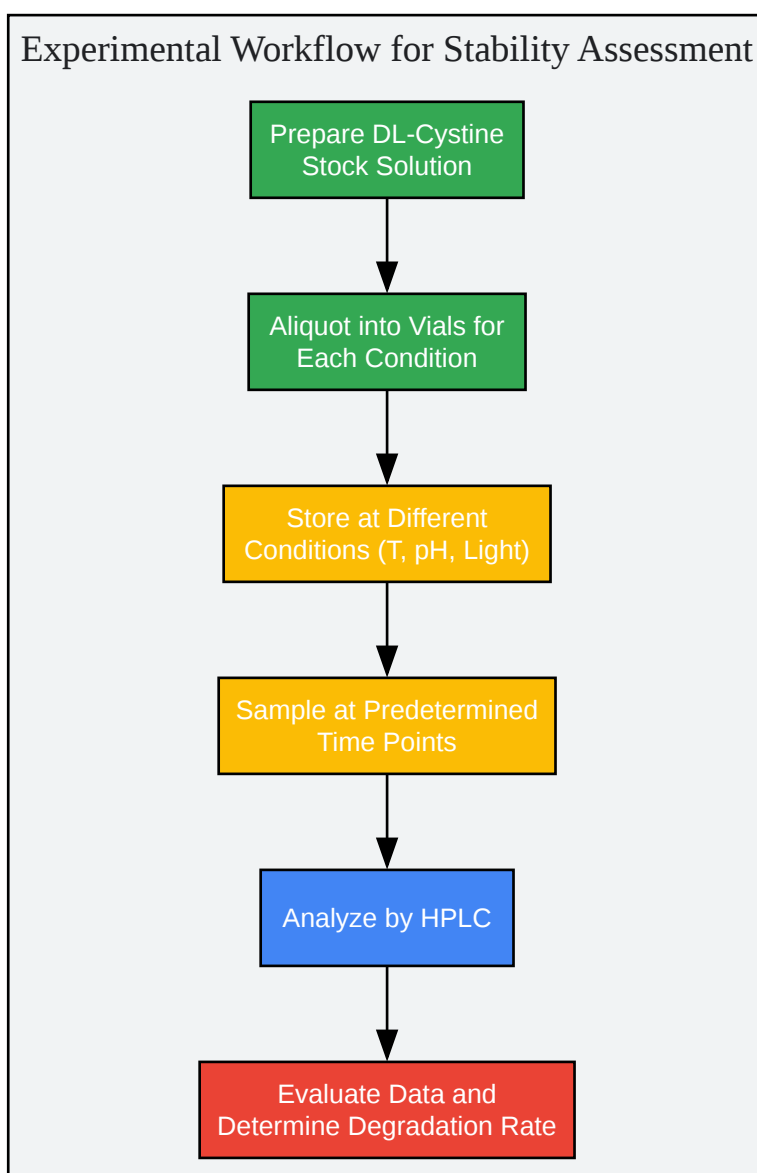 Experimental Workflow for Stability Assessment
Prepare DL-Cystine
Stock Solution
Aliquot into Vials for
Each Condition
Store at Different
Conditions (T, pH, Light)
Sample at Predetermined
Time Points
Analyze by HPLC
Evaluate Data and
Determine Degradation Rate